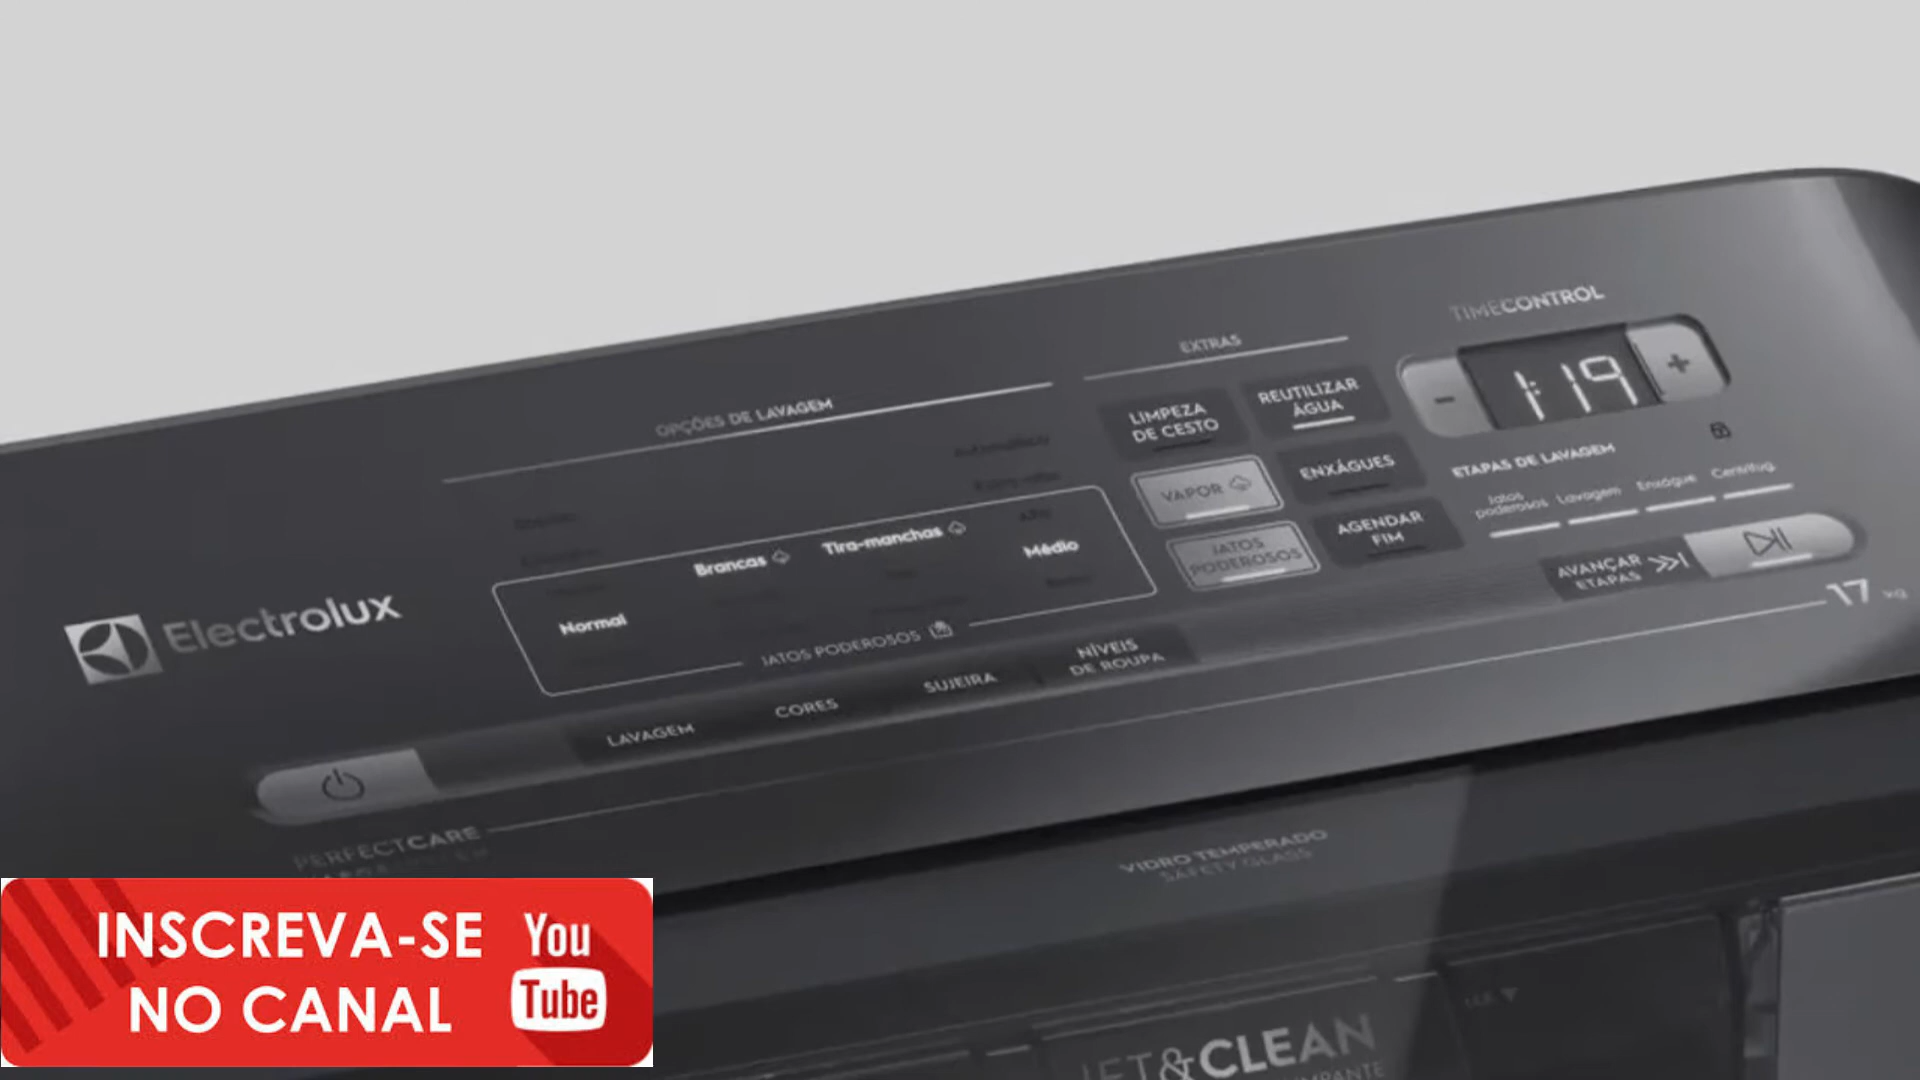 TIMECONTROL
EXTRAS
1:19
- +
OPÇÕES DE LAVAGEM
LIMPEZA
DE CESTO
REUTILIZAR
ÁGUA
ETAPAS DE LAVAGEM
Jatos
poderosos Lavagem Enxágue Centrifug.
VAPOR
ENXÁGUES
Brancas Tira-manchas
Médio
JATOS
PODEROSOS
AGENDAR
FIM
AVANÇAR
ETAPAS
17 kg
Electrolux
Normal
JATOS PODEROSOS
LAVAGEM
CORES
SUJEIRA
NÍVEIS
DE ROUPA
PERFECTCARE
VIDRO TEMPERADO
SAFETY GLASS
INSCREVA-SE
NO CANAL
You
Tube
JET&CLEAN